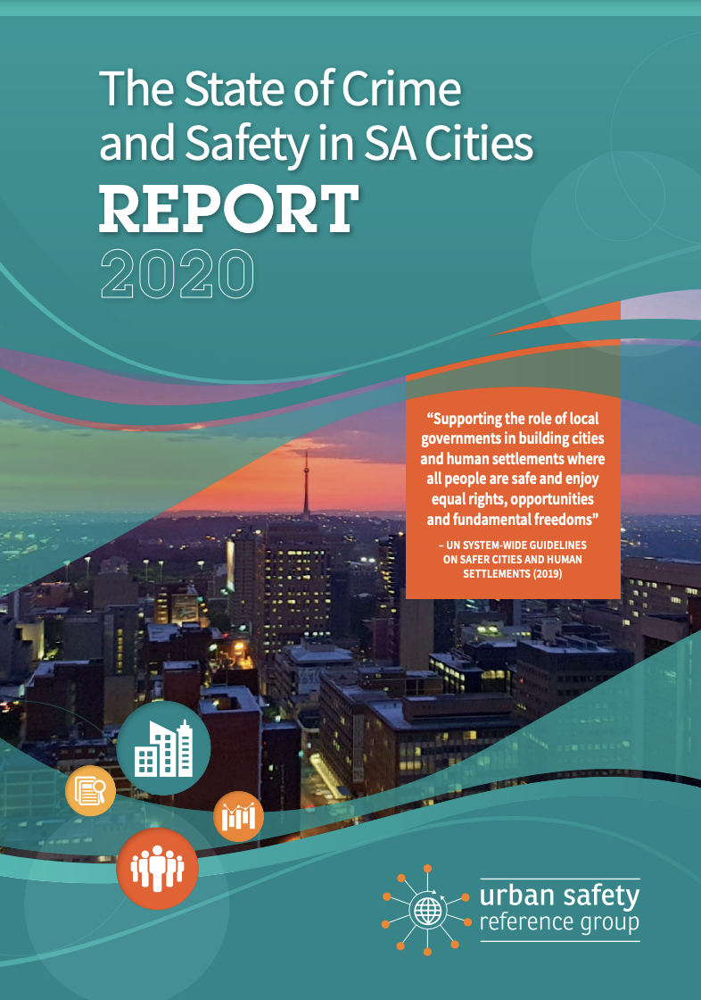 The State of Crime
and Safety in SA Cities
REPORT
2020
“Supporting the role of local
governments in building cities
and human settlements where
all people are safe and enjoy
equal rights, opportunities
and fundamental freedoms”
– UN SYSTEM-WIDE GUIDELINES
ON SAFER CITIES AND HUMAN
SETTLEMENTS (2019)
urban safety
reference group